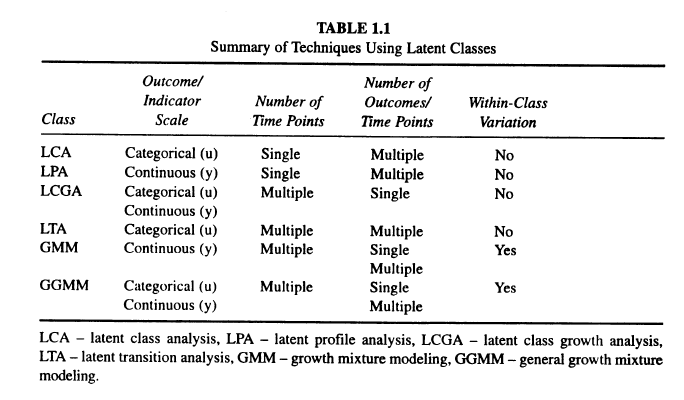 TABLE 1.1
Summary of Techniques Using Latent Classes
Outcome/ Number of
Indicator Number of Outcomes/ Within-Class
Class Scale Time Points Time Points Variation
LCA Categorical (u) Single Multiple No
LPA Continuous (y) Single Multiple No
LCGA Categorical (u) Multiple Single No
Continuous (y)
LTA Categorical (u) Multiple Multiple No
GMM Continuous (y) Multiple Single Yes
Multiple
GGMM Categorical (u) Multiple Single Yes
Continuous (y) Multiple
LCA – latent class analysis, LPA – latent profile analysis, LCGA – latent class growth analysis,
LTA – latent transition analysis, GMM – growth mixture modeling, GGMM – general growth mixture
modeling.